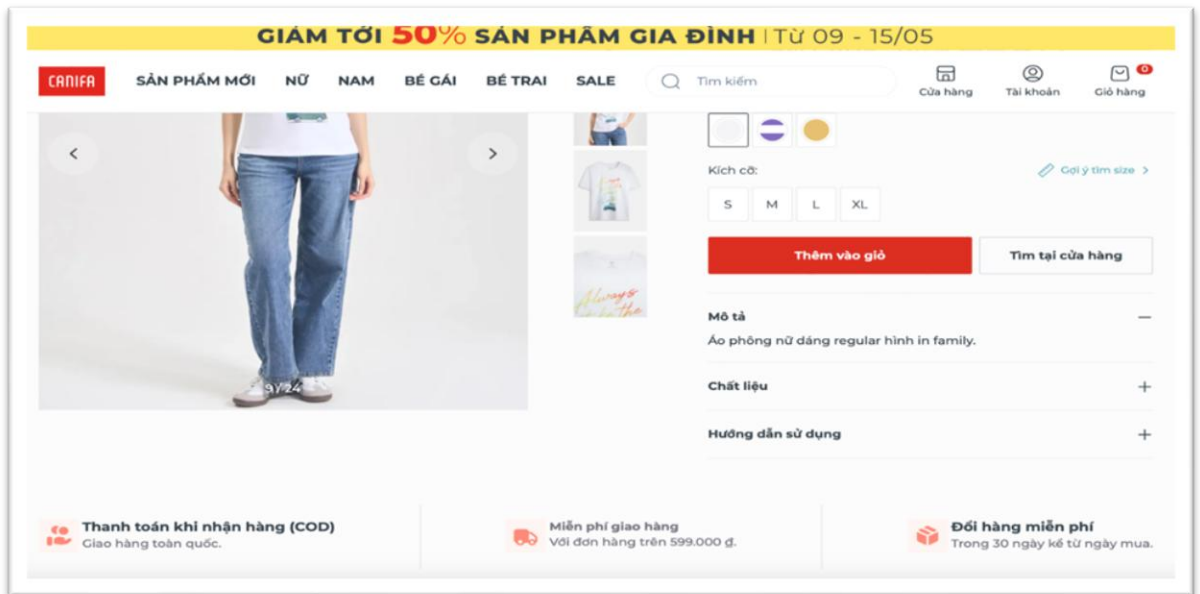 GIẢM TỚI 50% SẢN PHẨM GIA ĐÌNH | Từ 09 - 15/05
CANIFA
SẢN PHẨM MỚI NỮ NAM BÉ GÁI BÉ TRAI SALE
Tìm kiếm
Cửa hàng
Tài khoản
0
Giỏ hàng
9 / 24
Always
the
Kích cỡ:
Gợi ý tìm size
S M L XL
Thêm vào giỏ
Tìm tại cửa hàng
Mô tả
Áo phông nữ dáng regular hình in family.
Chất liệu
Hướng dẫn sử dụng
Thanh toán khi nhận hàng (COD)
Giao hàng toàn quốc.
Miễn phí giao hàng
Với đơn hàng trên 599.000 ₫.
Đổi hàng miễn phí
Trong 30 ngày kể từ ngày mua.